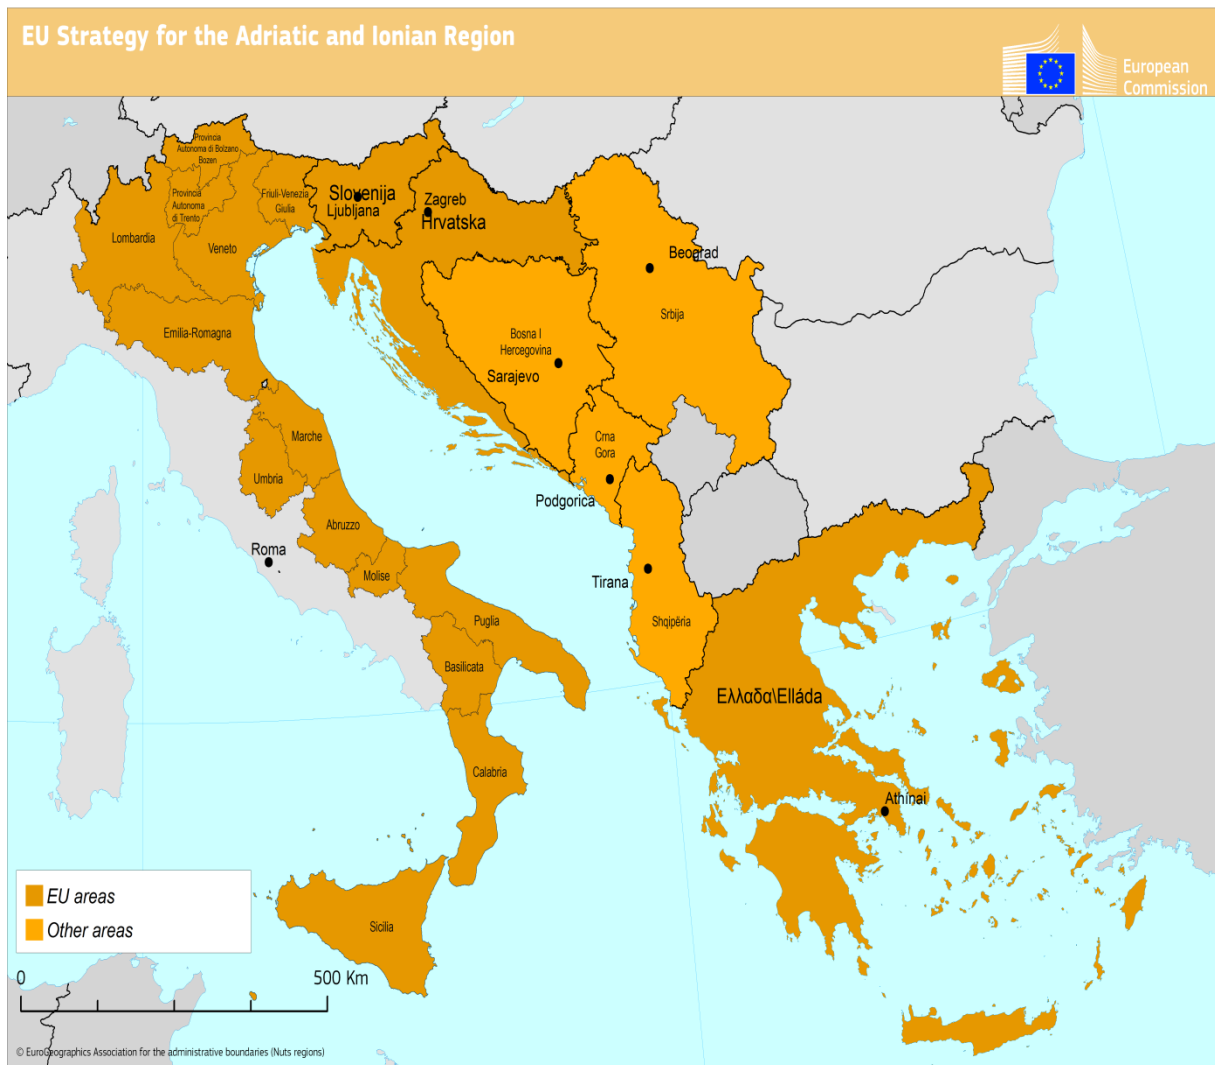 EU Strategy for the Adriatic and Ionian Region
European
Commission
Provincia
Autonoma di Bolzano
Bozen
Provincia
Autonoma
di Trento
Friuli-Venezia
Giulia
Lombardia
Veneto
Emilia-Romagna
Slovenija
Ljubljana
Zagreb
Hrvatska
Beograd
Srbija
Bosna I
Hercegovina
Sarajevo
Marche
Umbria
Crna
Gora
Podgorica
Abruzzo
Roma
Molise
Tirana
Puglia
Shqipëria
Basilicata
Ελλαδα\Elláda
Calabria
Athínai
Sicilia
EU areas
Other areas
0 500 Km
© EuroGeographics Association for the administrative boundaries (Nuts regions)